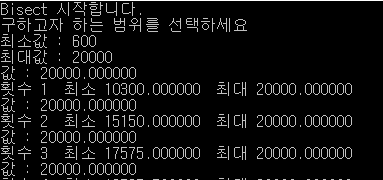 Bisect 시작합니다.
구하고자 하는 범위를 선택하세요
최소값 : 600
최대값 : 20000
값 : 20000.000000
횟수 1 최소 10300.000000 최대 20000.000000
값 : 20000.000000
횟수 2 최소 15150.000000 최대 20000.000000
값 : 20000.000000
횟수 3 최소 17575.000000 최대 20000.000000
값 : 20000.000000